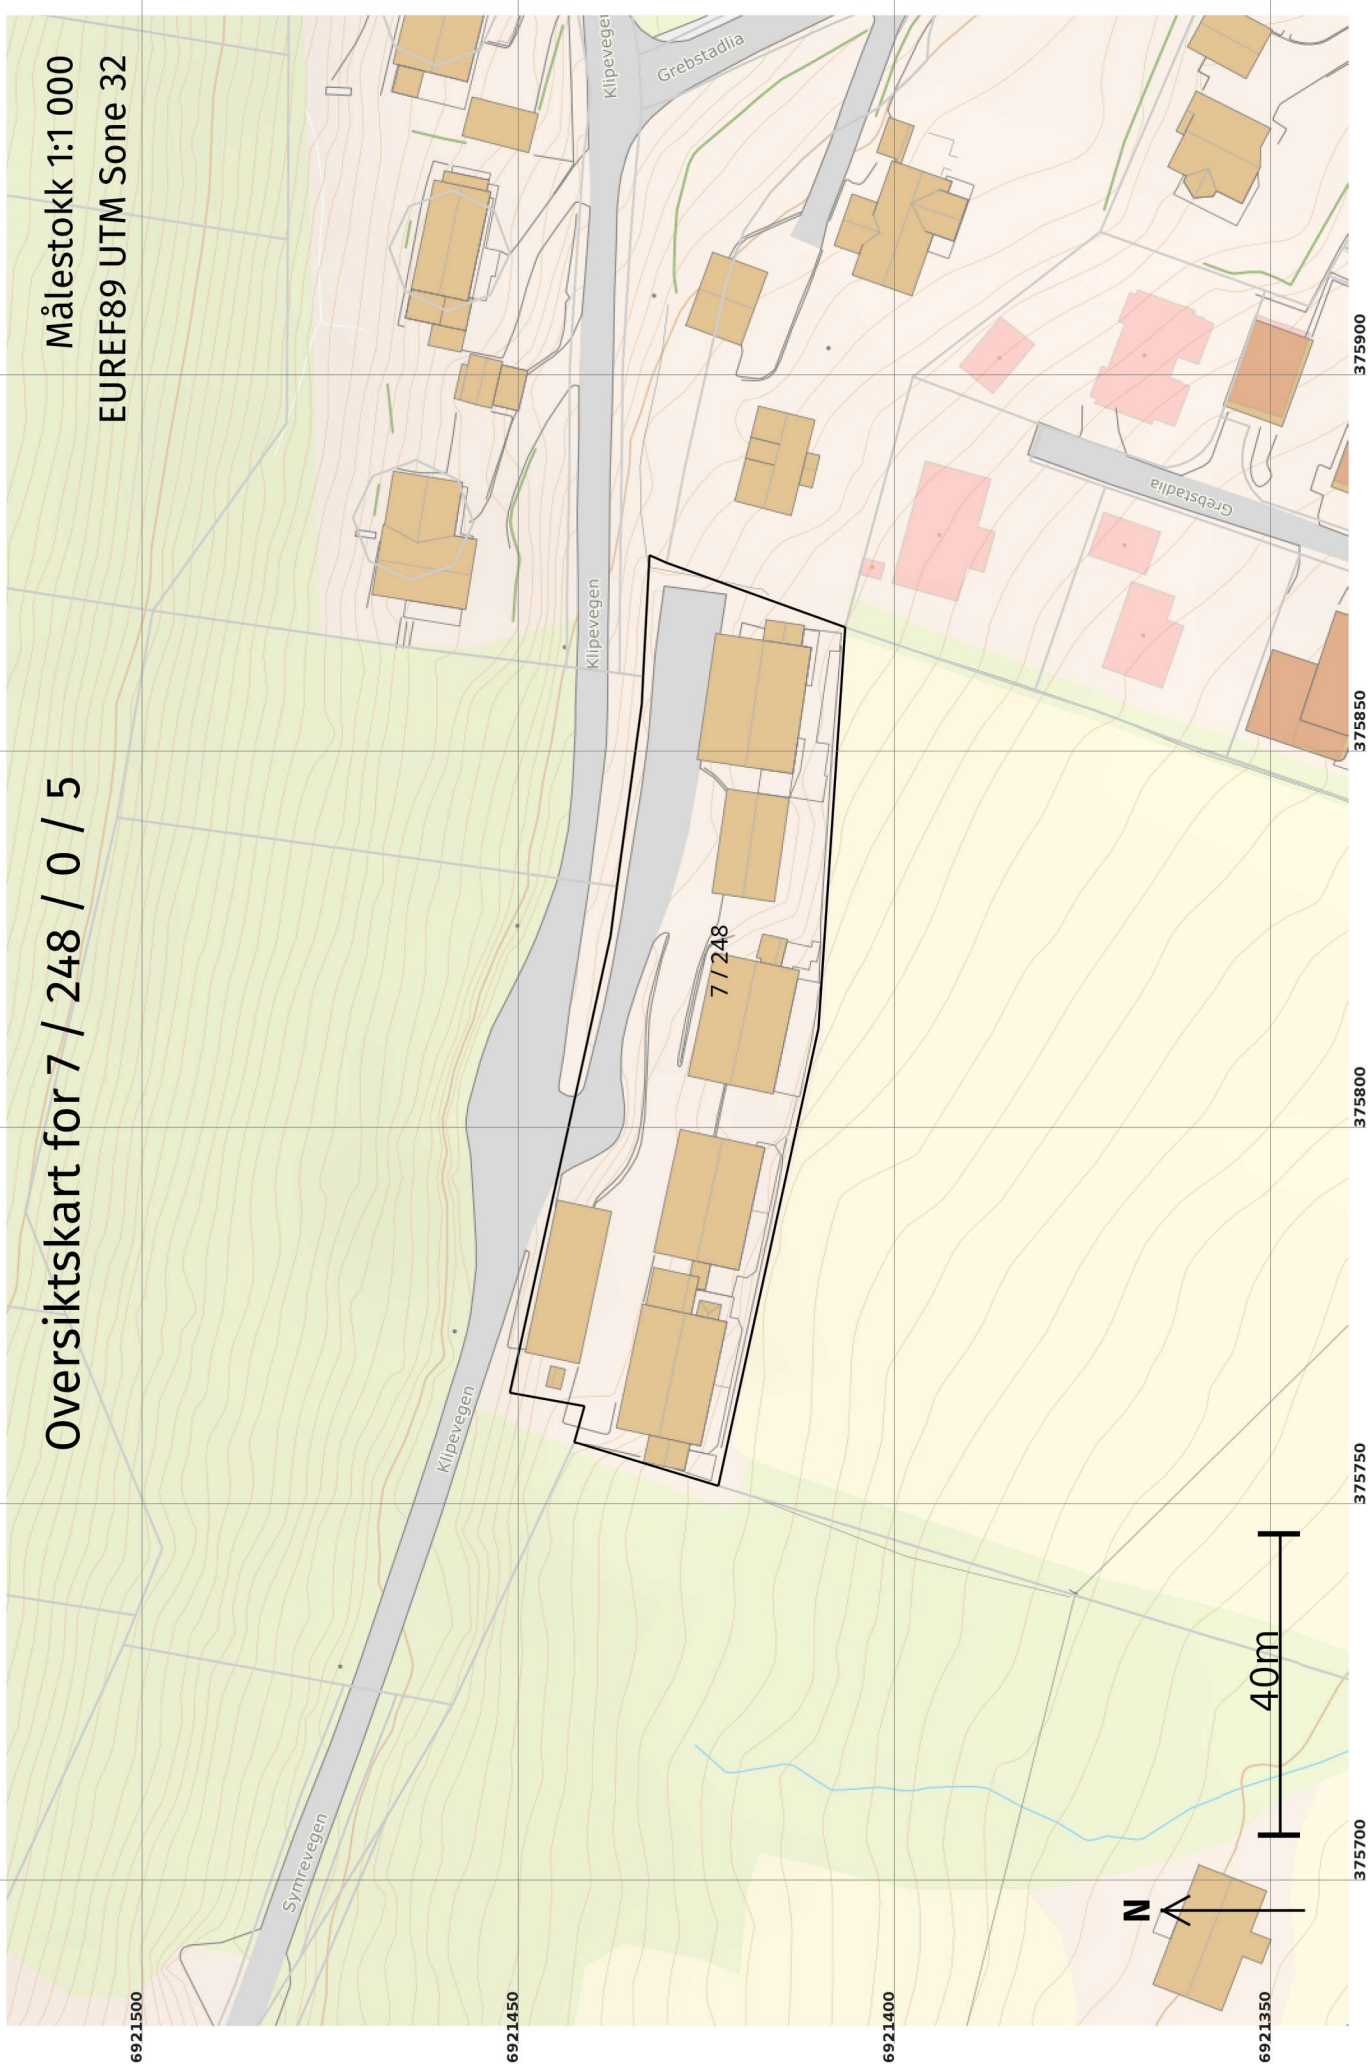 Oversiktskart for 7 / 248 / 0 / 5
Målestokk 1:1 000
EUREF89 UTM Sone 32
6921500
6921450
6921400
6921350
375700
375750
375800
375850
375900
Symrevegen
Klipevegen
Klipevegen
Klipevegen
Grebstadlia
Grebstadlia
7 / 248
N
40m